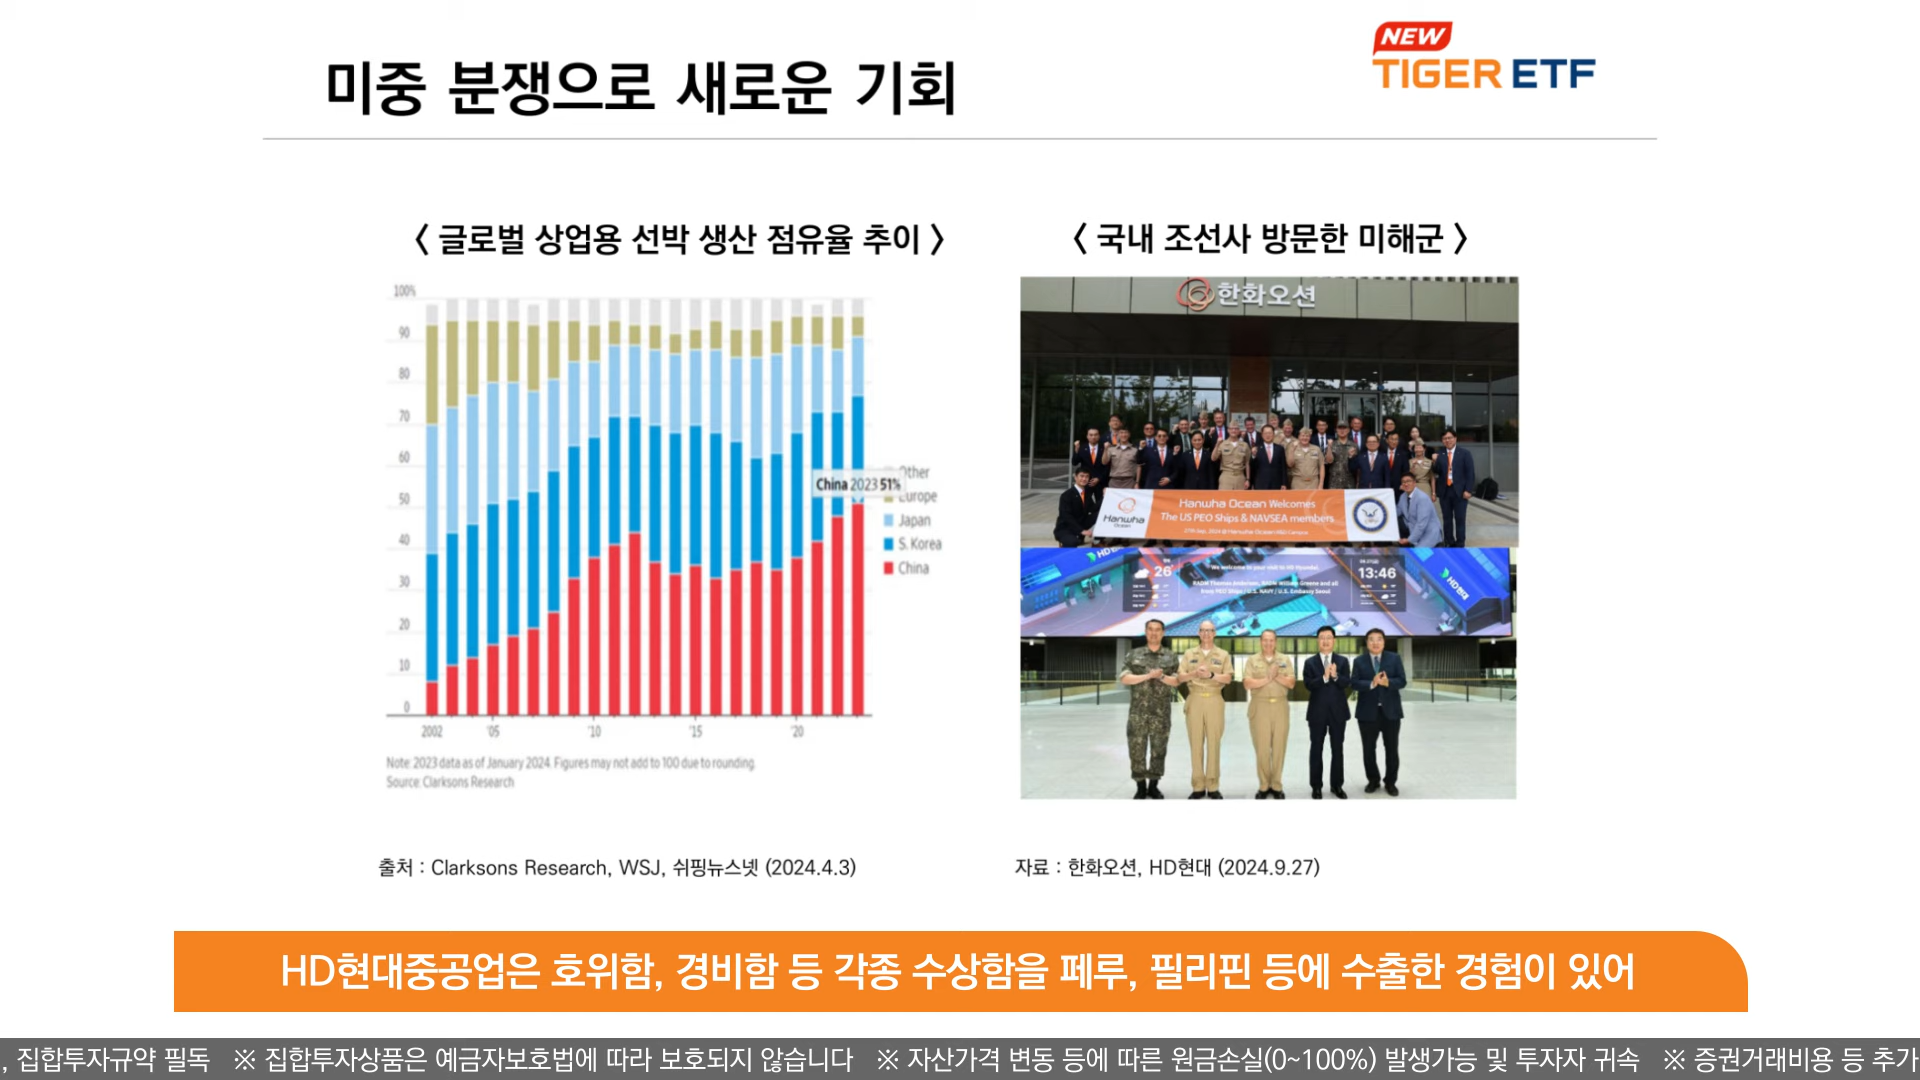 미중 분쟁으로 새로운 기회
NEW
TIGER ETF
< 글로벌 상업용 선박 생산 점유율 추이 >
100%
90
80
70
60
50
40
30
20
10
0
2002 '05 '10 '15 '20
China 2023 51%
Other
Europe
Japan
S. Korea
China
Note: 2023 data as of January 2024. Figures may not add to 100 due to rounding.
Source: Clarksons Research
출처 : Clarksons Research, WSJ, 쉬핑뉴스넷 (2024.4.3)
< 국내 조선사 방문한 미해군 >
한화오션
Hanwha
Ocean
Hanwha Ocean Welcomes
The US PEO Ships & NAVSEA members
26
13:46
We welcome to your visit to HD Hyundai,
자료 : 한화오션, HD현대 (2024.9.27)
HD현대중공업은 호위함, 경비함 등 각종 수상함을 페루, 필리핀 등에 수출한 경험이 있어
, 집합투자규약 필독 ※ 집합투자상품은 예금자보호법에 따라 보호되지 않습니다 ※ 자산가격 변동 등에 따른 원금손실(0~100%) 발생가능 및 투자자 귀속 ※ 증권거래비용 등 추가